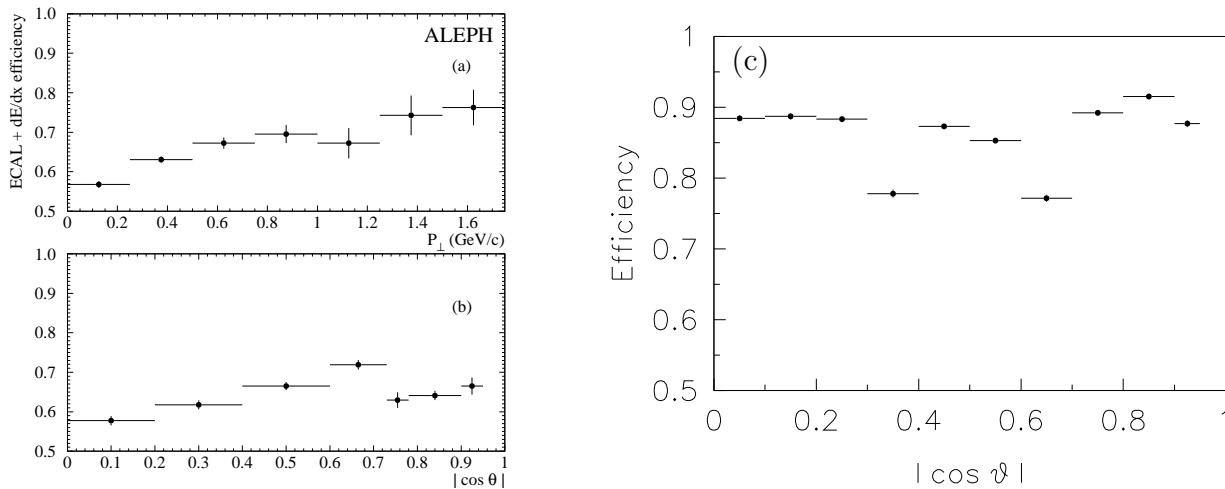 ECAL + dE/dx efficiency
1.0
0.9
0.8
0.7
0.6
0.5
ALEPH
(a)
0 0.2 0.4 0.6 0.8 1 1.2 1.4 1.6
P⊥ (GeV/c)
1.0
0.9
0.8
0.7
0.6
0.5
(b)
0 0.1 0.2 0.3 0.4 0.5 0.6 0.7 0.8 0.9 1
| cos θ |
Efficiency
1
0.9
0.8
0.7
0.6
0.5
(c)
0 0.2 0.4 0.6 0.8 1
| cos ϑ |